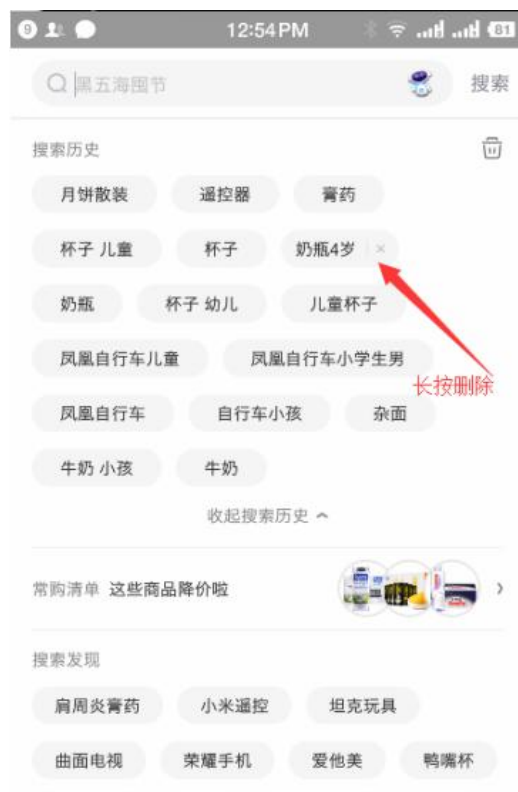 9 12:54PM 81
黑五海囤节 搜索
搜索历史
月饼散装 遥控器 膏药
杯子 儿童 杯子 奶瓶4岁 ×
奶瓶 杯子 幼儿 儿童杯子
凤凰自行车儿童 凤凰自行车小学生男
长按删除
凤凰自行车 自行车小孩 杂面
牛奶 小孩 牛奶
收起搜索历史
常购清单 这些商品降价啦
搜索发现
肩周炎膏药 小米遥控 坦克玩具
曲面电视 荣耀手机 爱他美 鸭嘴杯